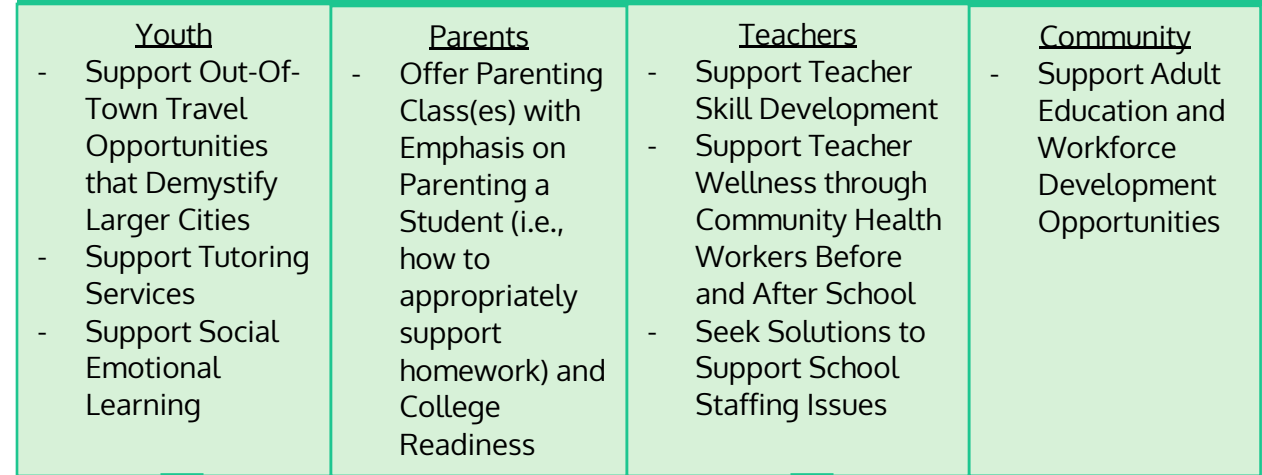 Youth
- Support Out-Of-
Town Travel
Opportunities
that Demystify
Larger Cities
- Support Tutoring
Services
- Support Social
Emotional
Learning
Parents
- Offer Parenting
Class(es) with
Emphasis on
Parenting a
Student (i.e.,
how to
appropriately
support
homework) and
College
Readiness
Teachers
- Support Teacher
Skill Development
- Support Teacher
Wellness through
Community Health
Workers Before
and After School
- Seek Solutions to
Support School
Staffing Issues
Community
- Support Adult
Education and
Workforce
Development
Opportunities